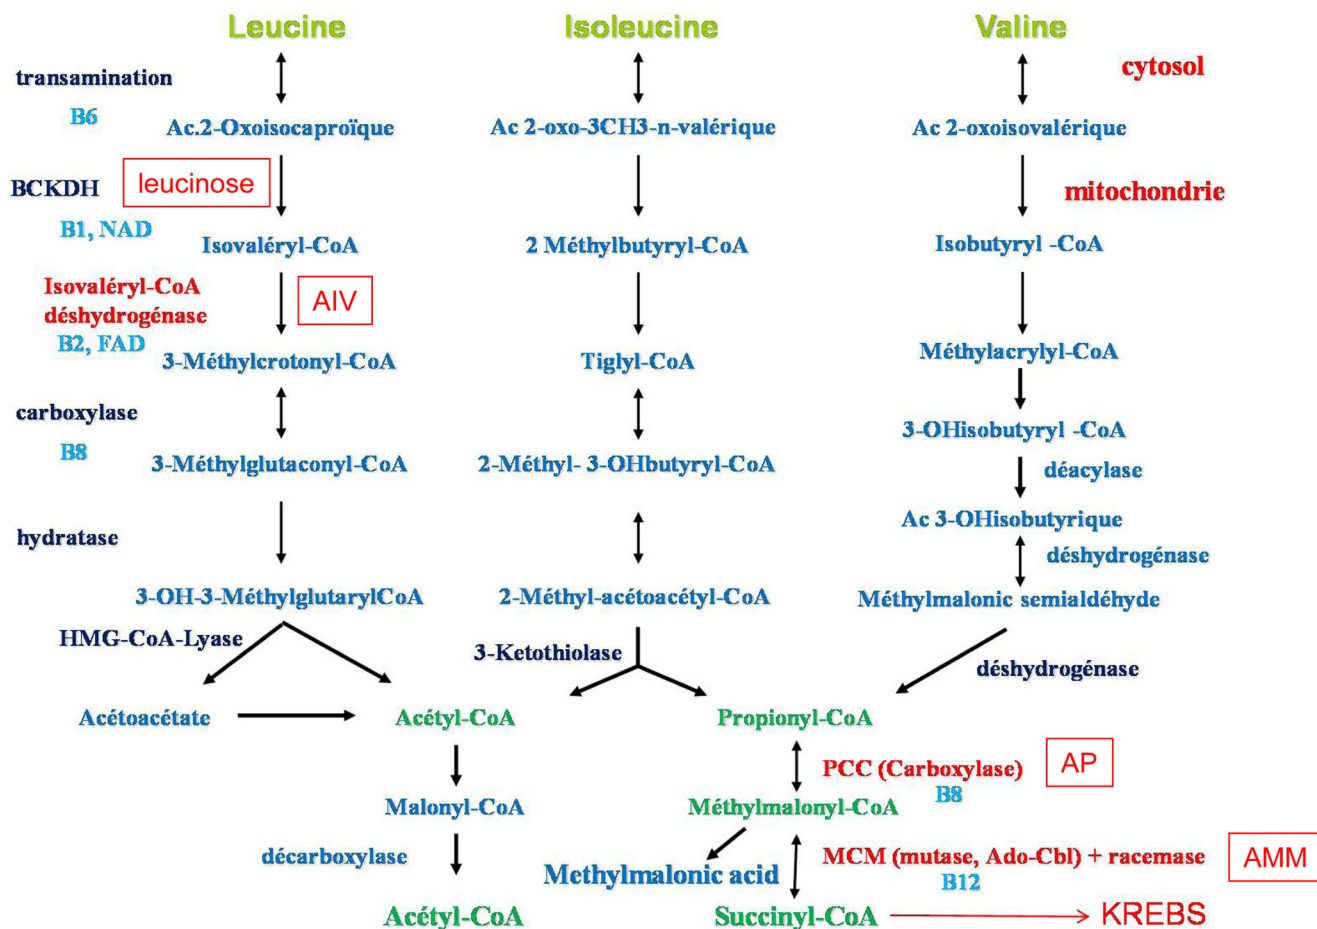 Leucine
Isoleucine
Valine
transamination
cytosol
B6
Ac.2-Oxoisocaproïque
Ac 2-oxo-3CH3-n-valérique
Ac 2-oxoisovalérique
BCKDH
leucinose
mitochondrie
B1, NAD
Isovaléryl-CoA
2 Méthylbutyryl-CoA
Isobutyryl -CoA
Isovaléryl-CoA
déshydrogénase
AIV
B2, FAD
3-Méthylcrotonyl-CoA
Tiglyl-CoA
Méthylacrylyl-CoA
carboxylase
B8
3-OHisobutyryl -CoA
3-Méthylglutaconyl-CoA
2-Méthyl- 3-OHbutyryl-CoA
déacylase
Ac 3-OHisobutyrique
hydratase
déshydrogénase
3-OH-3-MéthylglutarylCoA
2-Méthyl-acétoacétyl-CoA
Méthylmalonic semialdéhyde
HMG-CoA-Lyase
3-Ketothiolase
déshydrogénase
Acétoacétate
Acétyl-CoA
Propionyl-CoA
PCC (Carboxylase)
AP
B8
Malonyl-CoA
Méthylmalonyl-CoA
décarboxylase
MCM (mutase, Ado-Cbl) + racemase
AMM
B12
Methylmalonic acid
Acétyl-CoA
Succinyl-CoA
KREBS